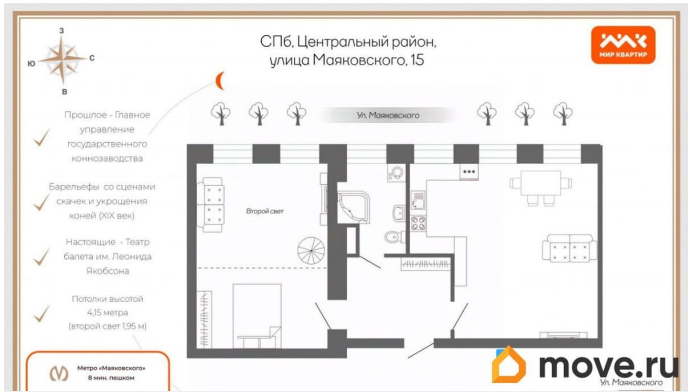 З
Ю
С
В
СПб, Центральный район,
улица Маяковского, 15
МИР КВАРТИР
Прошлое - Главное
управление
государственного
коннозаводства
Барельефы со сценами
скачек и укрощения
коней (XIX век)
Настоящие - Театр
балета им. Леонида
Якобсона
Потолки высотой
4,15 метра
(второй свет 1,95 м)
Метро «Маяковского»
8 мин. пешком
Ул. Маяковского
Второй свет
move.ru
Ул. Маяковского